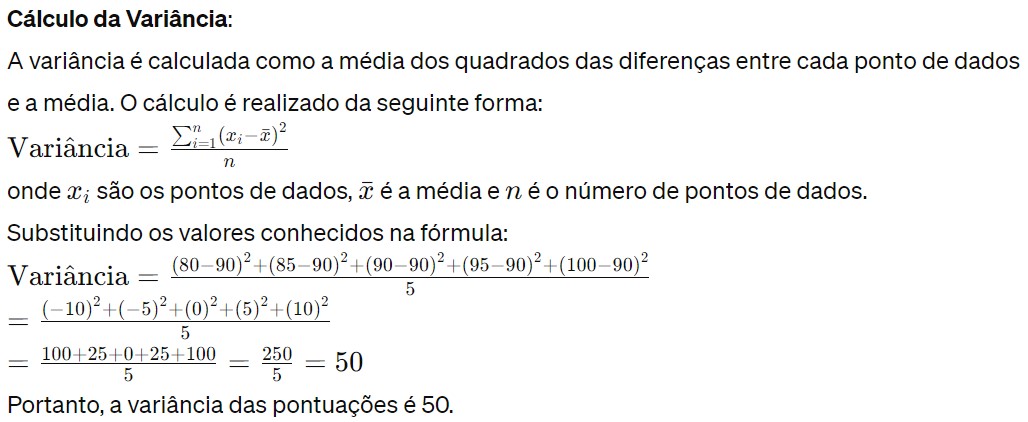 Cálculo da Variância:
A variância é calculada como a média dos quadrados das diferenças entre cada ponto de dados
e a média. O cálculo é realizado da seguinte forma:
Variância = \frac{\sum_{i=1}^{n}(x_i-\bar{x})^2}{n}
onde x_i são os pontos de dados, \bar{x} é a média e n é o número de pontos de dados.
Substituindo os valores conhecidos na fórmula:
Variância = \frac{(80-90)^2+(85-90)^2+(90-90)^2+(95-90)^2+(100-90)^2}{5}
= \frac{(-10)^2+(-5)^2+(0)^2+(5)^2+(10)^2}{5}
= \frac{100+25+0+25+100}{5} = \frac{250}{5} = 50
Portanto, a variância das pontuações é 50.